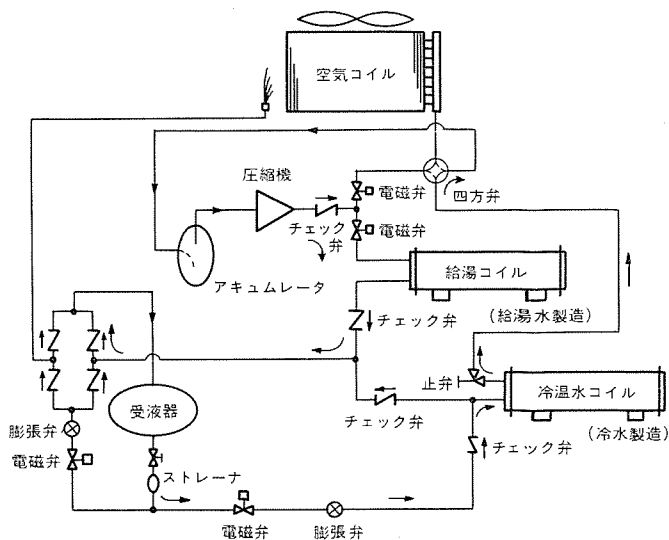 空気コイル
圧縮機
電磁弁
四方弁
チェック
弁
電磁弁
アキュムレータ
給湯コイル
(給湯水製造)
チェック弁
止弁
冷温水コイル
(冷水製造)
受液器
チェック弁
チェック弁
膨張弁
電磁弁
ストレーナ
電磁弁
膨張弁